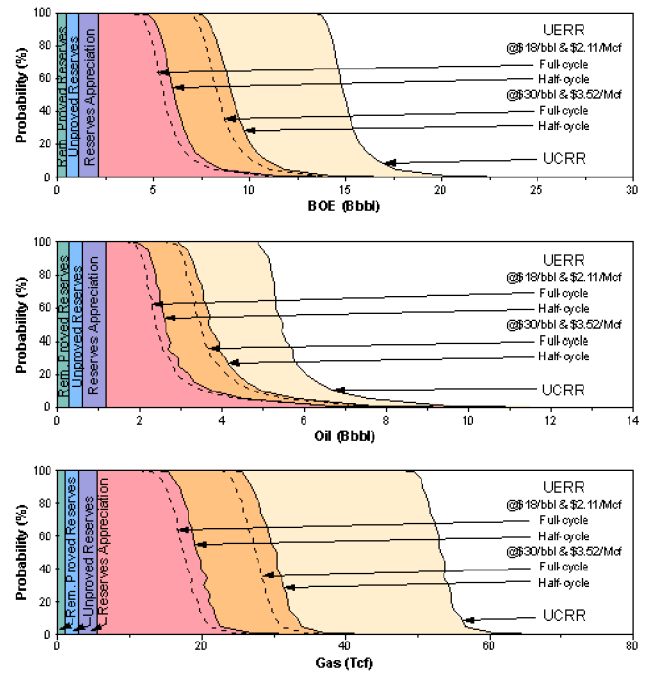 Probability (%)
100
80
60
40
20
0
Rem. Proved Reserves
Unproved Reserves
Reserves Appreciation
UERR
@$18/bbl & $2.11/Mcf
Full-cycle
Half-cycle
@$30/bbl & $3.52/Mcf
Full-cycle
Half-cycle
UCRR
0 5 10 15 20 25 30
BOE (Bbbl)
Probability (%)
100
80
60
40
20
0
Rem. Proved Reserves
Unproved Reserves
Reserves Appreciation
UERR
@$18/bbl & $2.11/Mcf
Full-cycle
Half-cycle
@$30/bbl & $3.52/Mcf
Full-cycle
Half-cycle
UCRR
0 2 4 6 8 10 12 14
Oil (Bbbl)
Probability (%)
100
80
60
40
20
0
Rem. Proved Reserves
Unproved Reserves
Reserves Appreciation
UERR
@$18/bbl & $2.11/Mcf
Full-cycle
Half-cycle
@$30/bbl & $3.52/Mcf
Full-cycle
Half-cycle
UCRR
0 20 40 60 80
Gas (Tcf)